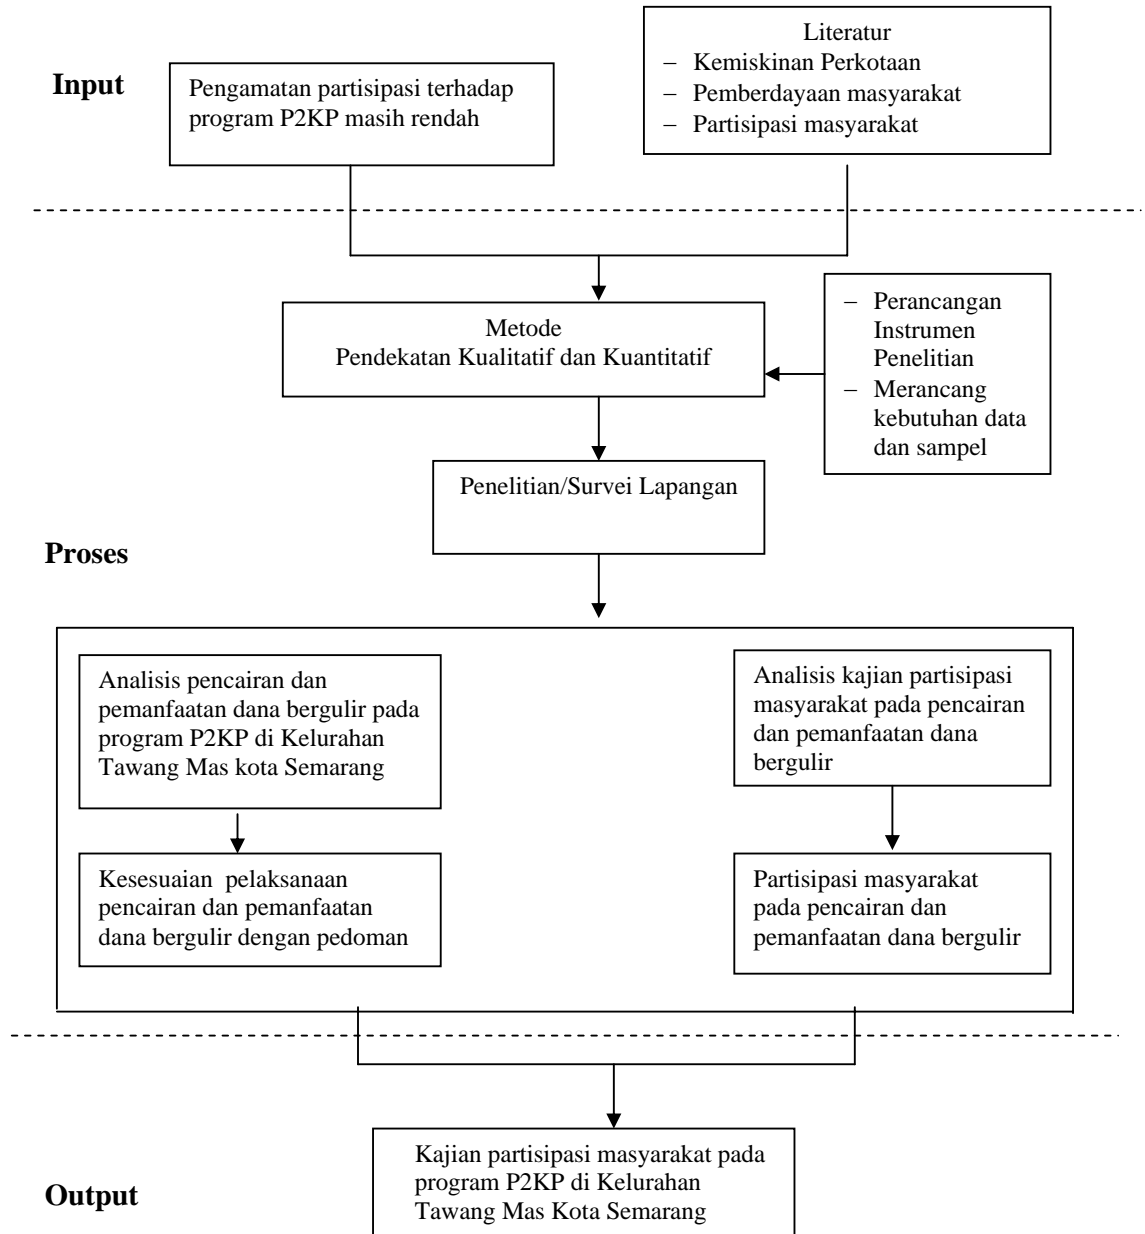 Input
Pengamatan partisipasi terhadap
program P2KP masih rendah
Literatur
– Kemiskinan Perkotaan
– Pemberdayaan masyarakat
– Partisipasi masyarakat
Metode
Pendekatan Kualitatif dan Kuantitatif
– Perancangan
Instrumen
Penelitian
– Merancang
kebutuhan data
dan sampel
Penelitian/Survei Lapangan
Proses
Analisis pencairan dan
pemanfaatan dana bergulir pada
program P2KP di Kelurahan
Tawang Mas kota Semarang
Analisis kajian partisipasi
masyarakat pada pencairan
dan pemanfaatan dana
bergulir
Kesesuaian pelaksanaan
pencairan dan pemanfaatan
dana bergulir dengan pedoman
Partisipasi masyarakat
pada pencairan dan
pemanfaatan dana bergulir
Output
Kajian partisipasi masyarakat pada
program P2KP di Kelurahan
Tawang Mas Kota Semarang